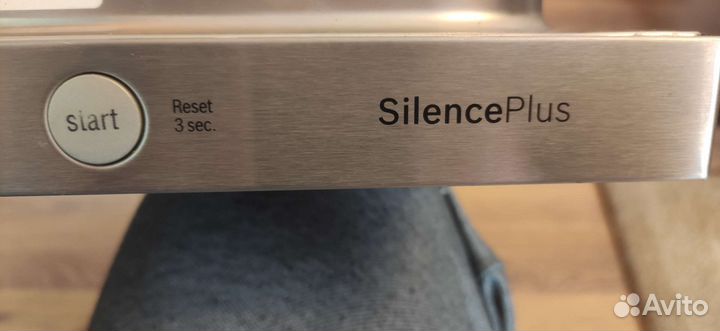 start
Reset
3 sec.
SilencePlus
Avito